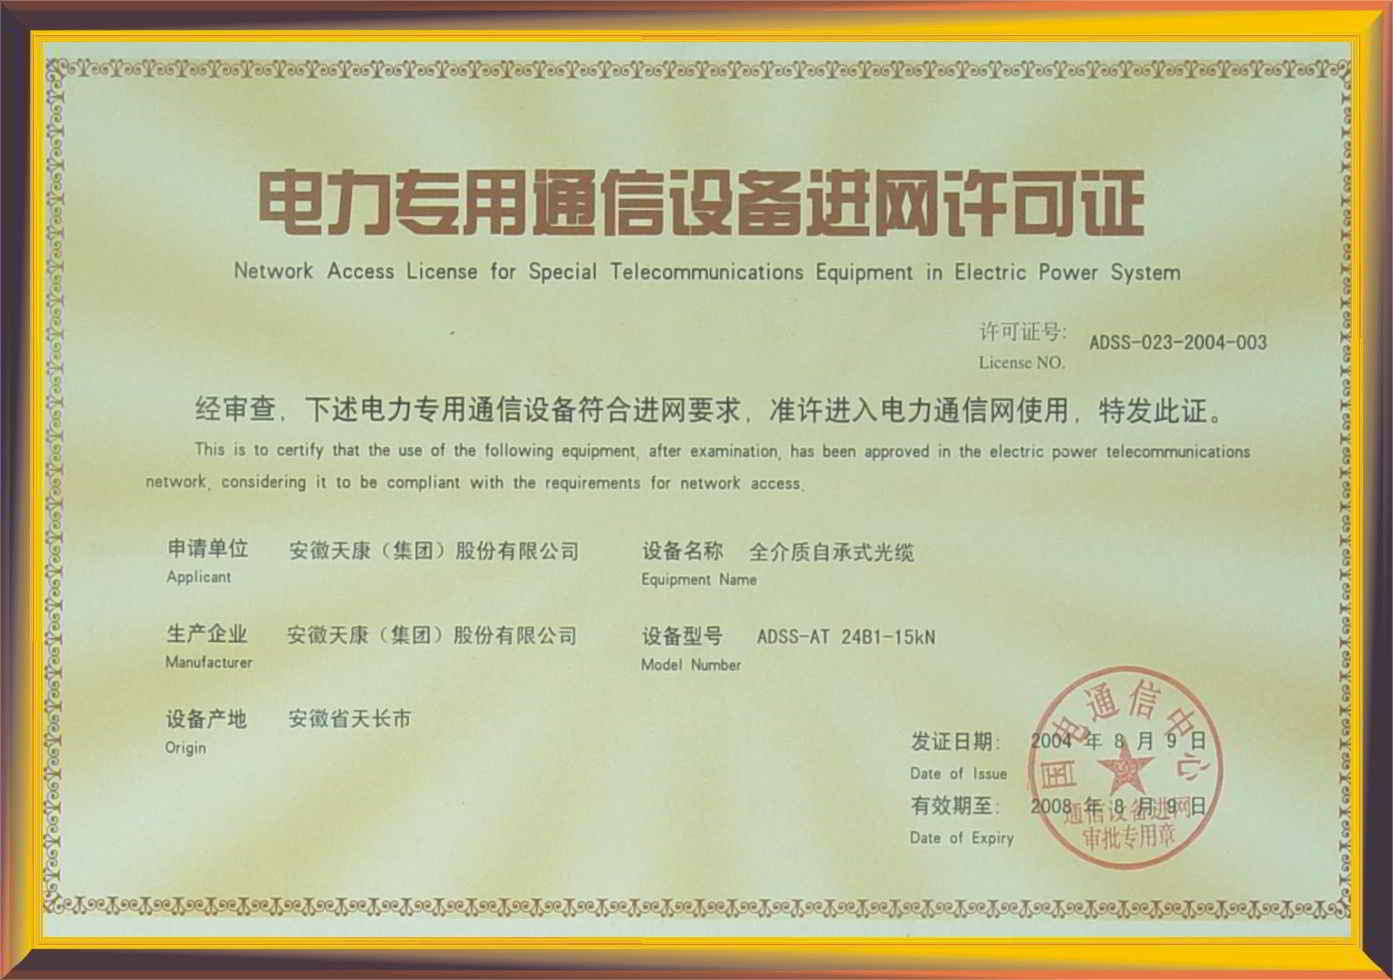 电力专用通信设备进网许可证
Network Access License for Special Telecommunications Equipment in Electric Power System
许可证号: ADSS-023-2004-003
License NO.
经审查，下述电力专用通信设备符合进网要求，准许进入电力通信网使用，特发此证。
This is to certify that the use of the following equipment, after examination, has been approved in the electric power telecommunications
network, considering it to be compliant with the requirements for network access.
申请单位 安徽天康（集团）股份有限公司 设备名称 全介质自承式光缆
Applicant Equipment Name
生产企业 安徽天康（集团）股份有限公司 设备型号 ADSS-AT 24B1-15kN
Manufacturer Model Number
设备产地 安徽省天长市
Origin
国电通信中心
发证日期: 2004 年 8 月 9 日
Date of Issue
有效期至: 2008 年 8 月 9 日
通信设备进网
审批专用章
Date of Expiry